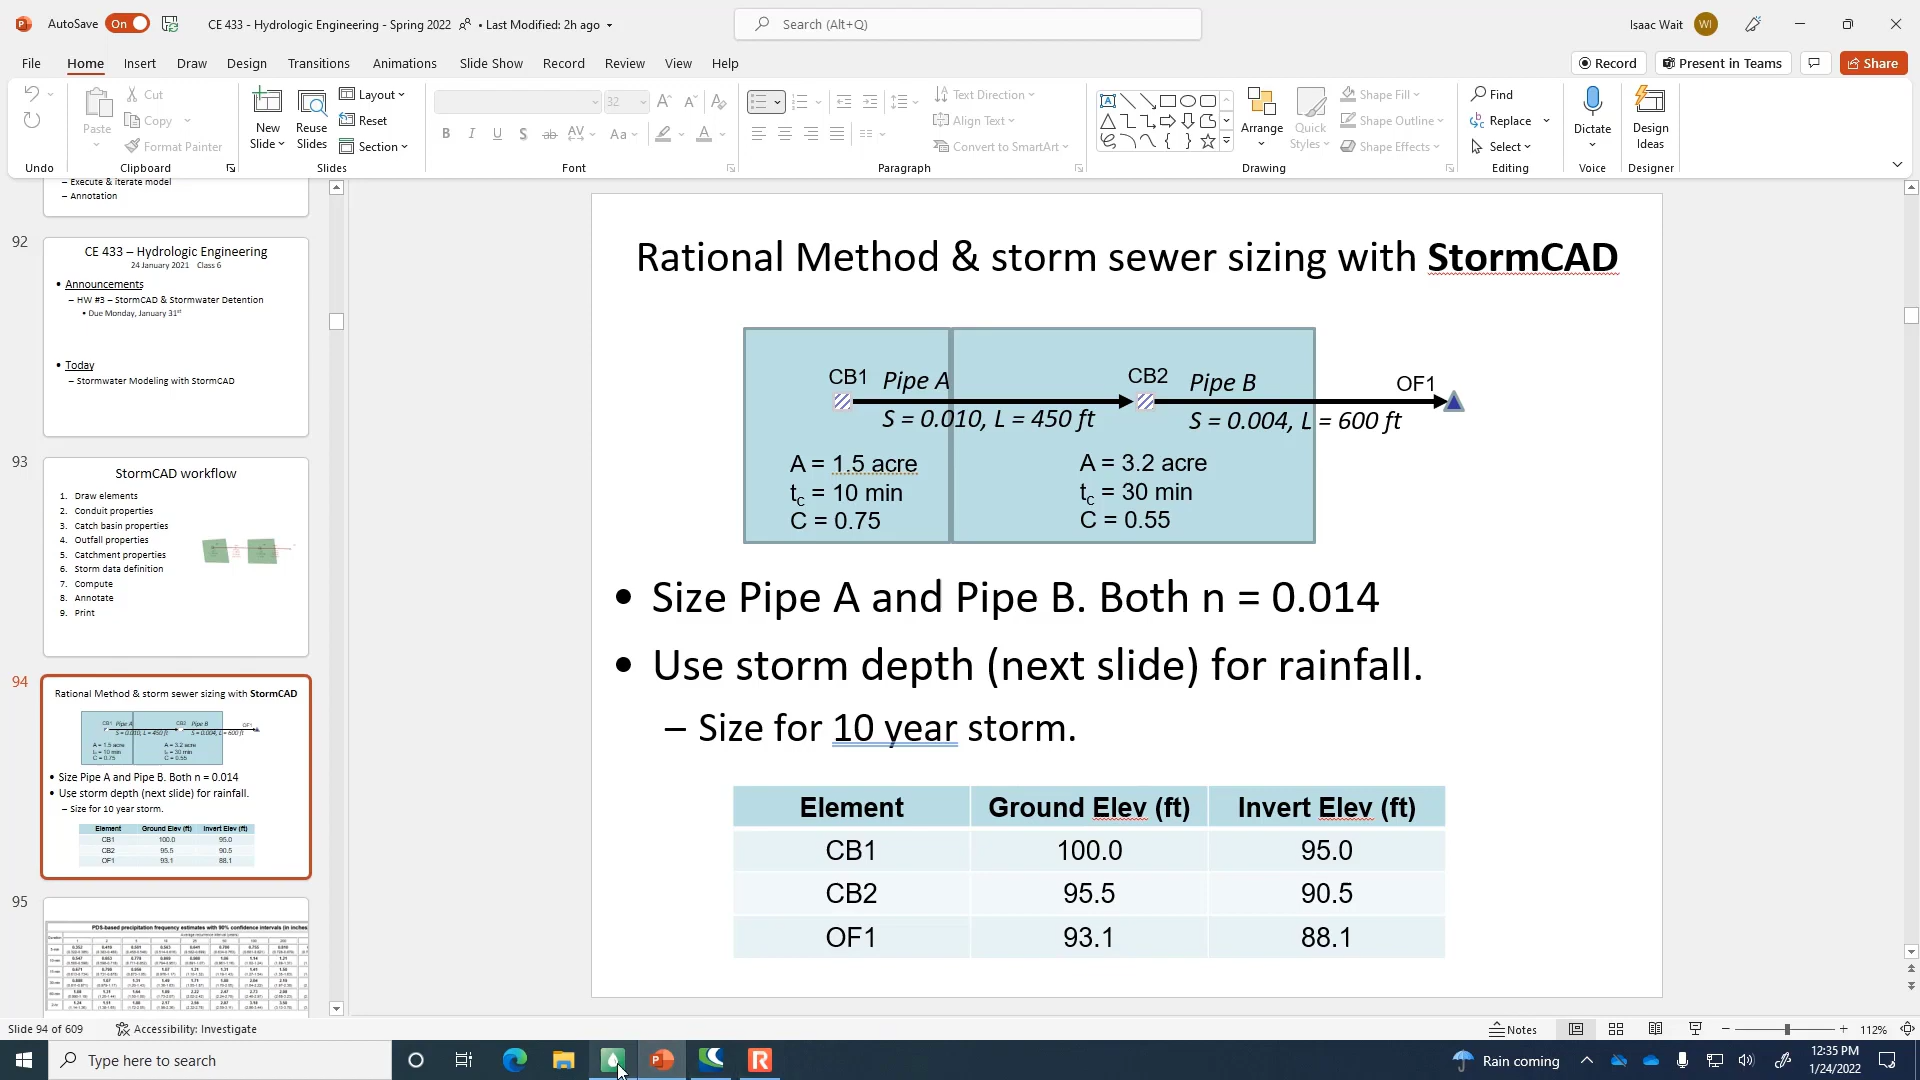 AutoSave On CE 433 - Hydrologic Engineering - Spring 2022 • Last Modified: 2h ago Search (Alt+Q) Isaac Wait WI
File Home Insert Draw Design Transitions Animations Slide Show Record Review View Help Record Present in Teams Share
Paste Cut Copy Format Painter
New Slide Reuse Slides Layout Reset Section
32
Text Direction Align Text Convert to SmartArt
Arrange Quick Styles Shape Fill Shape Outline Shape Effects
Find Replace Select
Dictate Design Ideas
Undo Clipboard Slides Font Paragraph Drawing Editing Voice Designer
– Execute & iterate model
– Annotation
92
CE 433 – Hydrologic Engineering
24 January 2021 Class 6
• Announcements
– HW #3 – StormCAD & Stormwater Detention
• Due Monday, January 31st
• Today
– Stormwater Modeling with StormCAD
93
StormCAD workflow
1. Draw elements
2. Conduit properties
3. Catch basin properties
4. Outfall properties
5. Catchment properties
6. Storm data definition
7. Compute
8. Annotate
9. Print
94
Rational Method & storm sewer sizing with StormCAD
CB1 Pipe A CB2 Pipe B OF1
S = 0.010, L = 450 ft S = 0.004, L = 600 ft
A = 1.5 acre A = 3.2 acre
tc = 10 min tc = 30 min
C = 0.75 C = 0.55
• Size Pipe A and Pipe B. Both n = 0.014
• Use storm depth (next slide) for rainfall.
– Size for 10 year storm.
Element Ground Elev (ft) Invert Elev (ft)
CB1 100.0 95.0
CB2 95.5 90.5
OF1 93.1 88.1
95
PDS-based precipitation frequency estimates with 90% confidence intervals (in inches
Rational Method & storm sewer sizing with StormCAD
CB1 Pipe A CB2 Pipe B OF1
S = 0.010, L = 450 ft S = 0.004, L = 600 ft
A = 1.5 acre A = 3.2 acre
tc = 10 min tc = 30 min
C = 0.75 C = 0.55
• Size Pipe A and Pipe B. Both n = 0.014
• Use storm depth (next slide) for rainfall.
– Size for 10 year storm.
Element Ground Elev (ft) Invert Elev (ft)
CB1 100.0 95.0
CB2 95.5 90.5
OF1 93.1 88.1
Slide 94 of 609 Accessibility: Investigate Notes 112%
Type here to search Rain coming 12:35 PM
1/24/2022